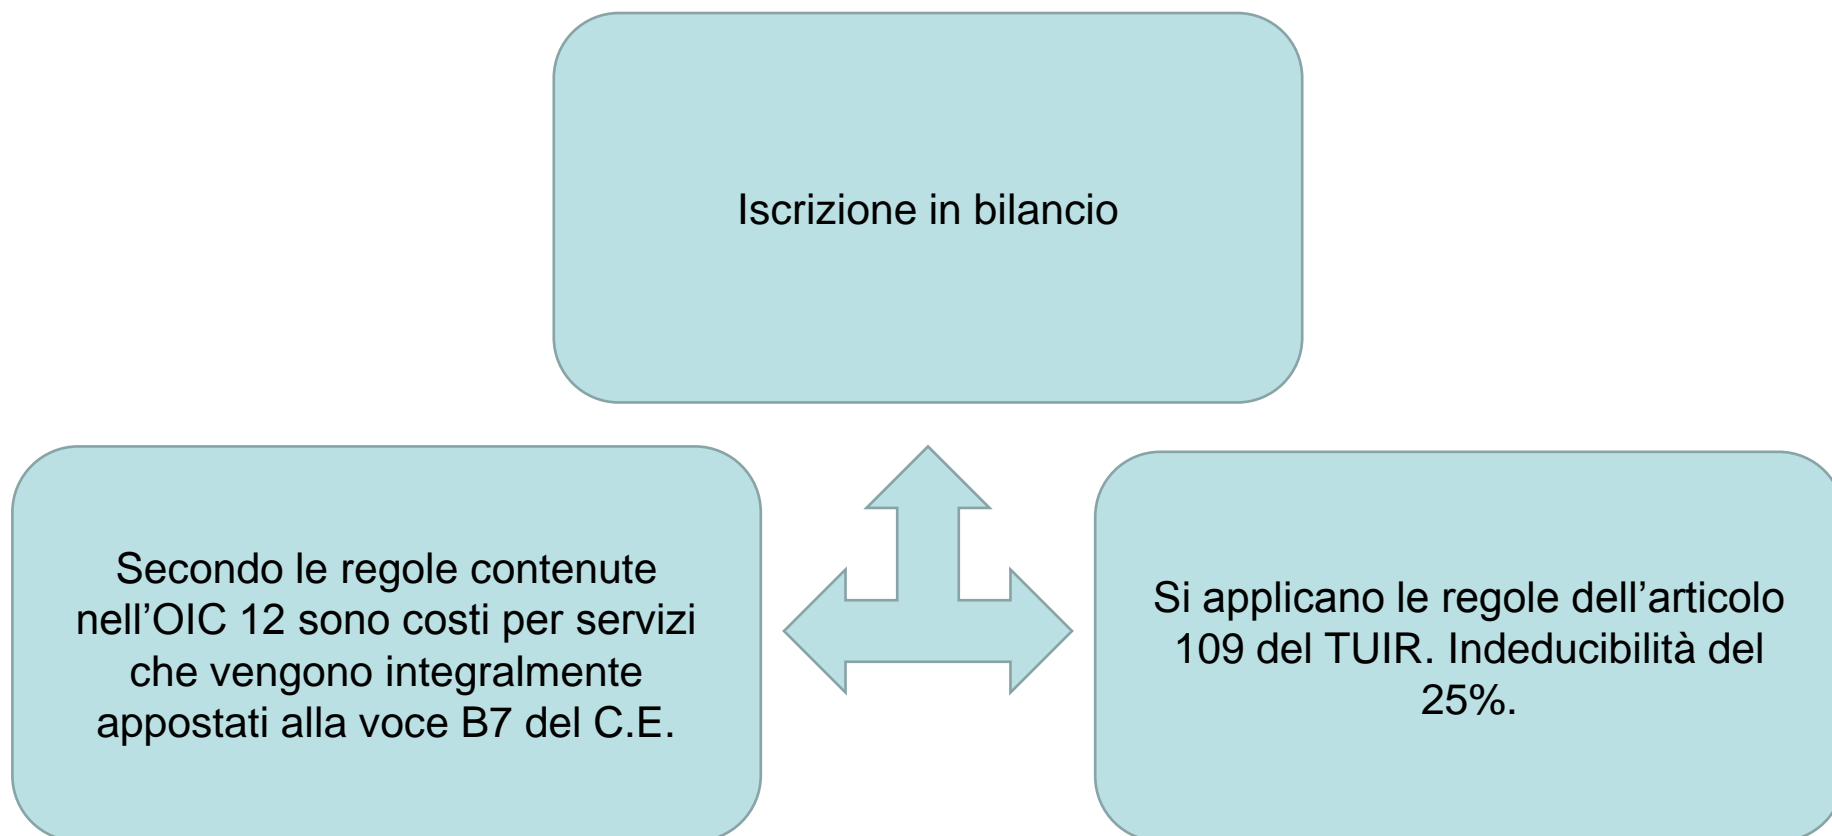 Iscrizione in bilancio
Secondo le regole contenute
nell’OIC 12 sono costi per servizi
che vengono integralmente
appostati alla voce B7 del C.E.
Si applicano le regole dell’articolo
109 del TUIR. Indeducibilità del
25%.